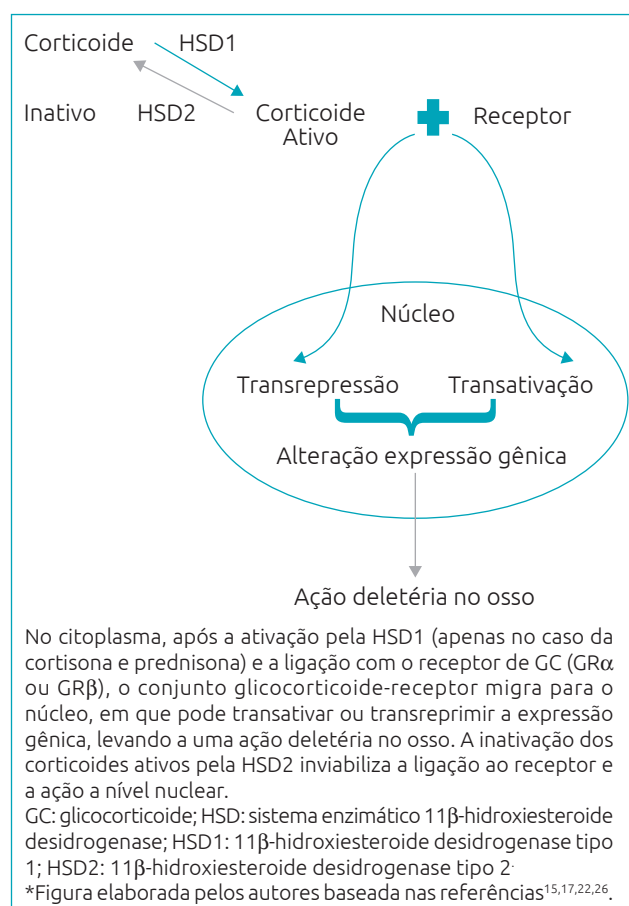 Corticoide HSD1
Inativo HSD2 Corticoide Ativo Receptor
Núcleo
Transrepressão Transativação
Alteração expressão gênica
Ação deletéria no osso
No citoplasma, após a ativação pela HSD1 (apenas no caso da
cortisona e prednisona) e a ligação com o receptor de GC (GRα
ou GRβ), o conjunto glicocorticoide-receptor migra para o
núcleo, em que pode transativar ou transreprimir a expressão
gênica, levando a uma ação deletéria no osso. A inativação dos
corticoides ativos pela HSD2 inviabiliza a ligação ao receptor e
a ação a nível nuclear.
GC: glicocorticoide; HSD: sistema enzimático 11β-hidroxiesteroide
desidrogenase; HSD1: 11β-hidroxiesteroide desidrogenase tipo
1; HSD2: 11β-hidroxiesteroide desidrogenase tipo 2.
*Figura elaborada pelos autores baseada nas referências15,17,22,26.